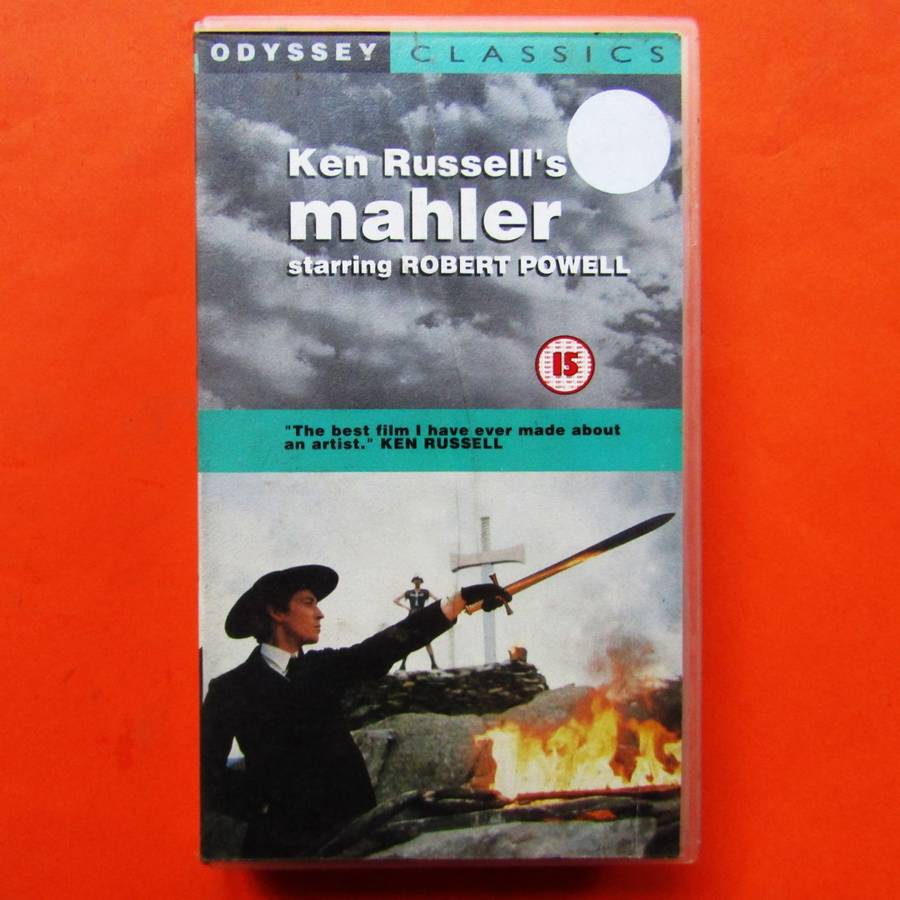 ODYSSEY CLASSICS
Ken Russell's
mahler
starring ROBERT POWELL
15
"The best film I have ever made about
an artist." KEN RUSSELL